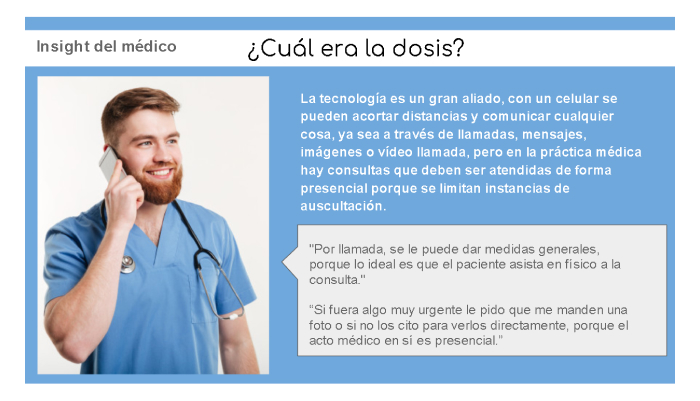 Insight del médico
¿Cuál era la dosis?
La tecnología es un gran aliado, con un celular se
pueden acortar distancias y comunicar cualquier
cosa, ya sea a través de llamadas, mensajes,
imágenes o vídeo llamada, pero en la práctica médica
hay consultas que deben ser atendidas de forma
presencial porque se limitan instancias de
auscultación.
"Por llamada, se le puede dar medidas generales,
porque lo ideal es que el paciente asista en físico a la
consulta."
“Si fuera algo muy urgente le pido que me manden una
foto o si no los cito para verlos directamente, porque el
acto médico en sí es presencial.”